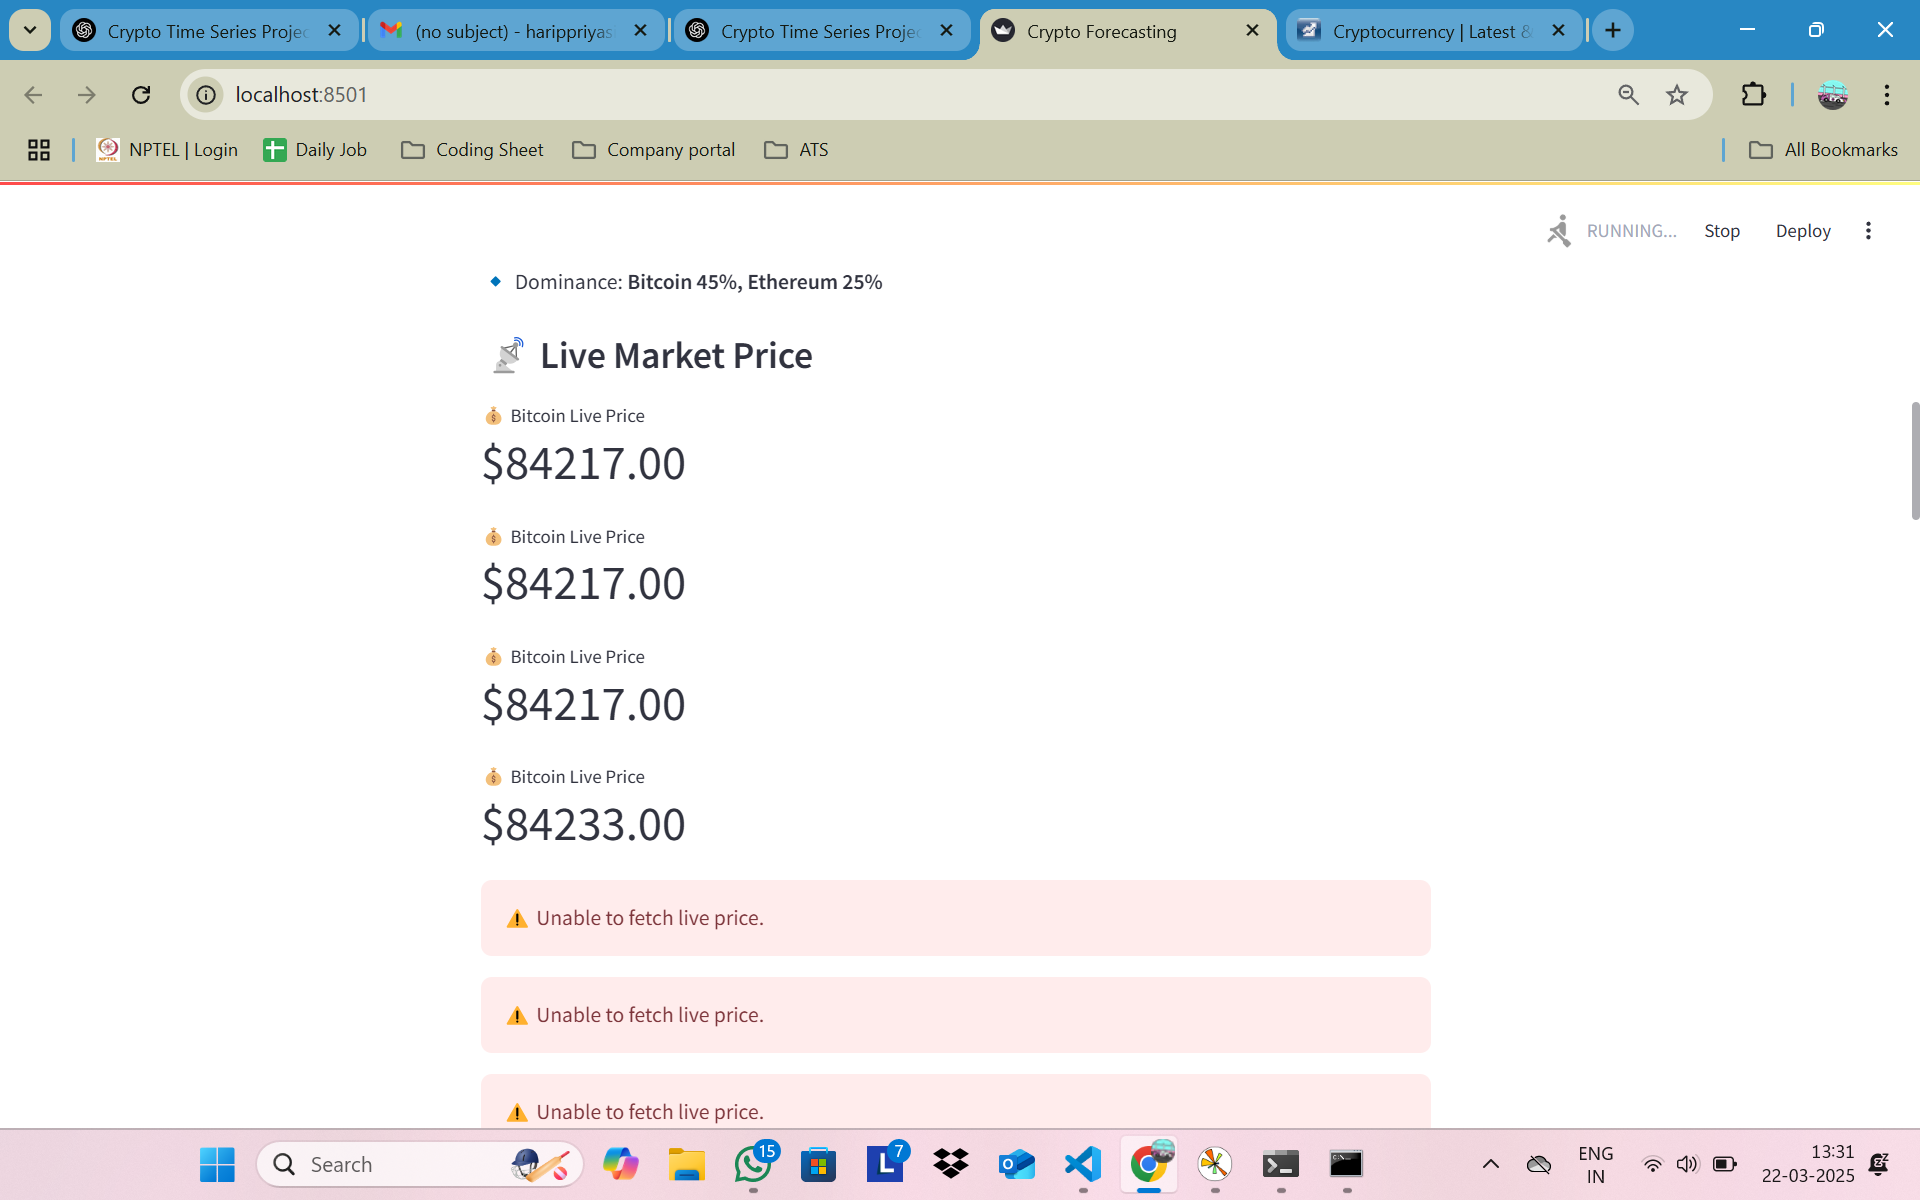 Crypto Time Series Projec
(no subject) - harippriyas
Crypto Time Series Projec
Crypto Forecasting
Cryptocurrency | Latest &
localhost:8501
NPTEL | Login
Daily Job
Coding Sheet
Company portal
ATS
All Bookmarks
RUNNING...
Stop
Deploy
Dominance: Bitcoin 45%, Ethereum 25%
Live Market Price
Bitcoin Live Price
$84217.00
Bitcoin Live Price
$84217.00
Bitcoin Live Price
$84217.00
Bitcoin Live Price
$84233.00
Unable to fetch live price.
Unable to fetch live price.
Unable to fetch live price.
Search
15
7
ENG
IN
13:31
22-03-2025